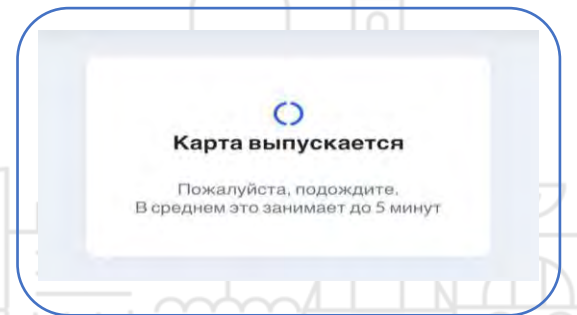 Карта выпускается
Пожалуйста, подождите.
В среднем это занимает до 5 минут